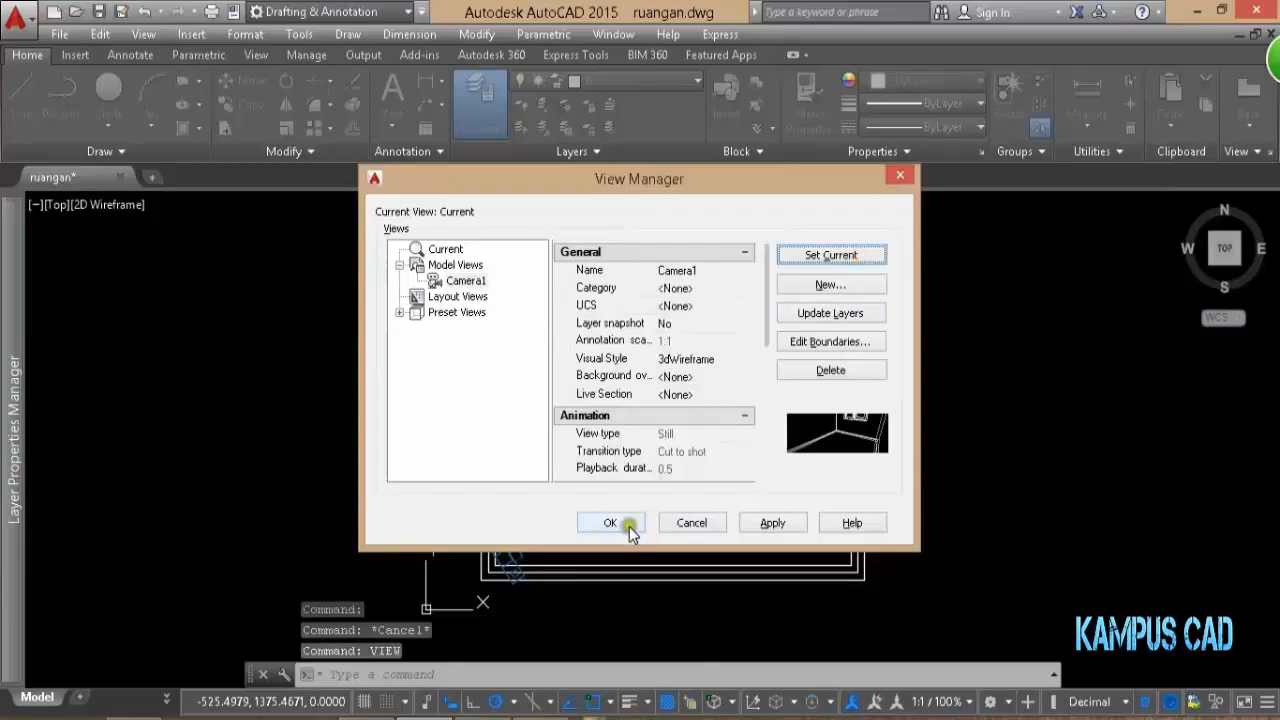 Drafting & Annotation
Autodesk AutoCAD 2015 ruangan.dwg
Type a keyword or phrase
Sign In
File Edit View Insert Format Tools Draw Dimension Modify Parametric Window Help Express
Home Insert Annotate Parametric View Manage Output Add-ins Autodesk 360 Express Tools BIM 360 Featured Apps
ByLayer
ByLayer
Draw Modify Annotation Layers Block Properties Groups Utilities Clipboard View
ruangan*
[−][Top][2D Wireframe]
View Manager
Current View: Current
Views
Current
Model Views
Camera1
Layout Views
Preset Views
General
Name Camera1
Category <None>
UCS <None>
Layer snapshot No
Annotation sca... 1:1
Visual Style 3dWireframe
Background ov... <None>
Live Section <None>
Animation
View type Still
Transition type Cut to shot
Playback durat... 0.5
Set Current
New...
Update Layers
Edit Boundaries...
Delete
OK Cancel Apply Help
N
W TOP E
S
WCS
Layer Properties Manager
X
Command:
Command: *Cancel*
Command: VIEW
Type a command
KAMPUS CAD
Model
-525.4979, 1375.4671, 0.0000
1:1 / 100%
Decimal